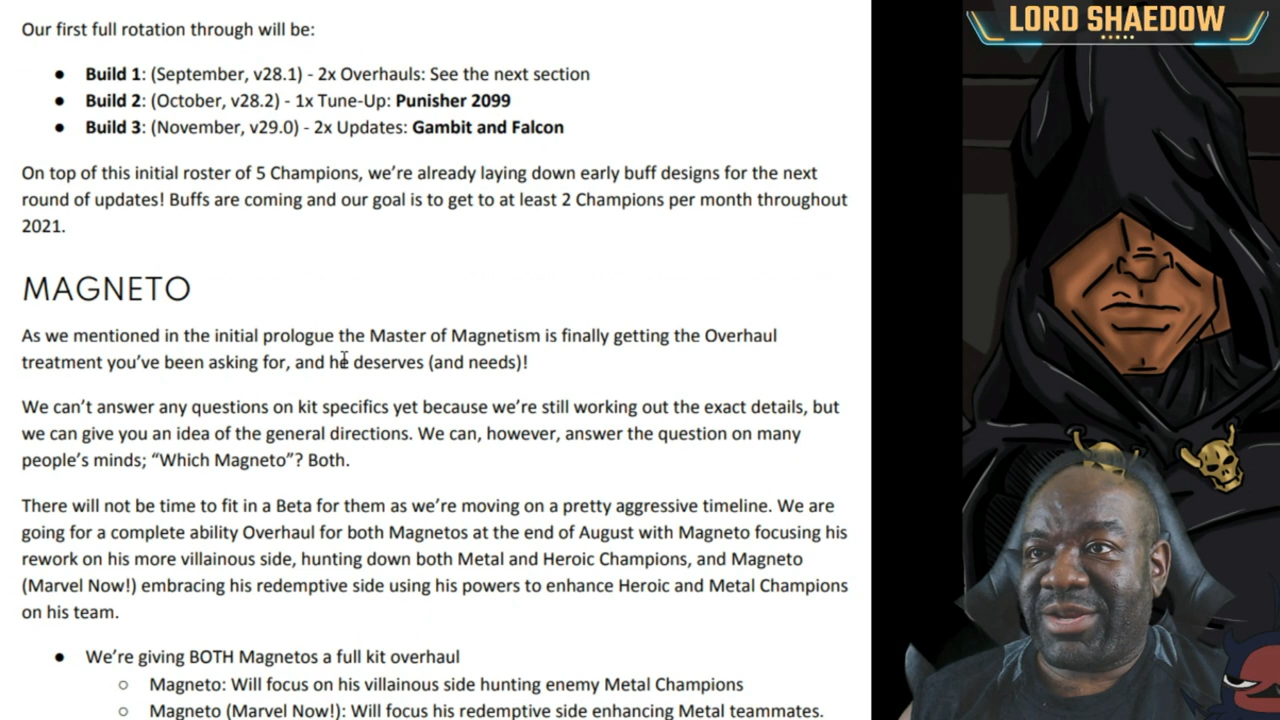 LORD SHAEDOW
Our first full rotation through will be:
● Build 1: (September, v28.1) - 2x Overhauls: See the next section
● Build 2: (October, v28.2) - 1x Tune-Up: Punisher 2099
● Build 3: (November, v29.0) - 2x Updates: Gambit and Falcon
On top of this initial roster of 5 Champions, we’re already laying down early buff designs for the next
round of updates! Buffs are coming and our goal is to get to at least 2 Champions per month throughout
2021.
MAGNETO
As we mentioned in the initial prologue the Master of Magnetism is finally getting the Overhaul
treatment you’ve been asking for, and he deserves (and needs)!
We can’t answer any questions on kit specifics yet because we’re still working out the exact details, but
we can give you an idea of the general directions. We can, however, answer the question on many
people’s minds; “Which Magneto”? Both.
There will not be time to fit in a Beta for them as we’re moving on a pretty aggressive timeline. We are
going for a complete ability Overhaul for both Magnetos at the end of August with Magneto focusing his
rework on his more villainous side, hunting down both Metal and Heroic Champions, and Magneto
(Marvel Now!) embracing his redemptive side using his powers to enhance Heroic and Metal Champions
on his team.
● We’re giving BOTH Magnetos a full kit overhaul
○ Magneto: Will focus on his villainous side hunting enemy Metal Champions
○ Magneto (Marvel Now!): Will focus his redemptive side enhancing Metal teammates.